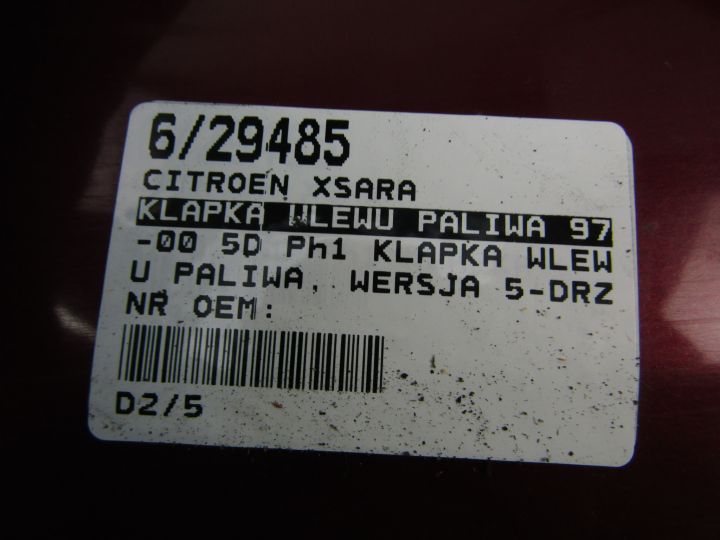 6/29485
CITROEN XSARA
KLAPKA WLEWU PALIWA 97
-00 5D Ph1 KLAPKA WLEW
U PALIWA, WERSJA 5-DRZ
NR OEM:
D2/5